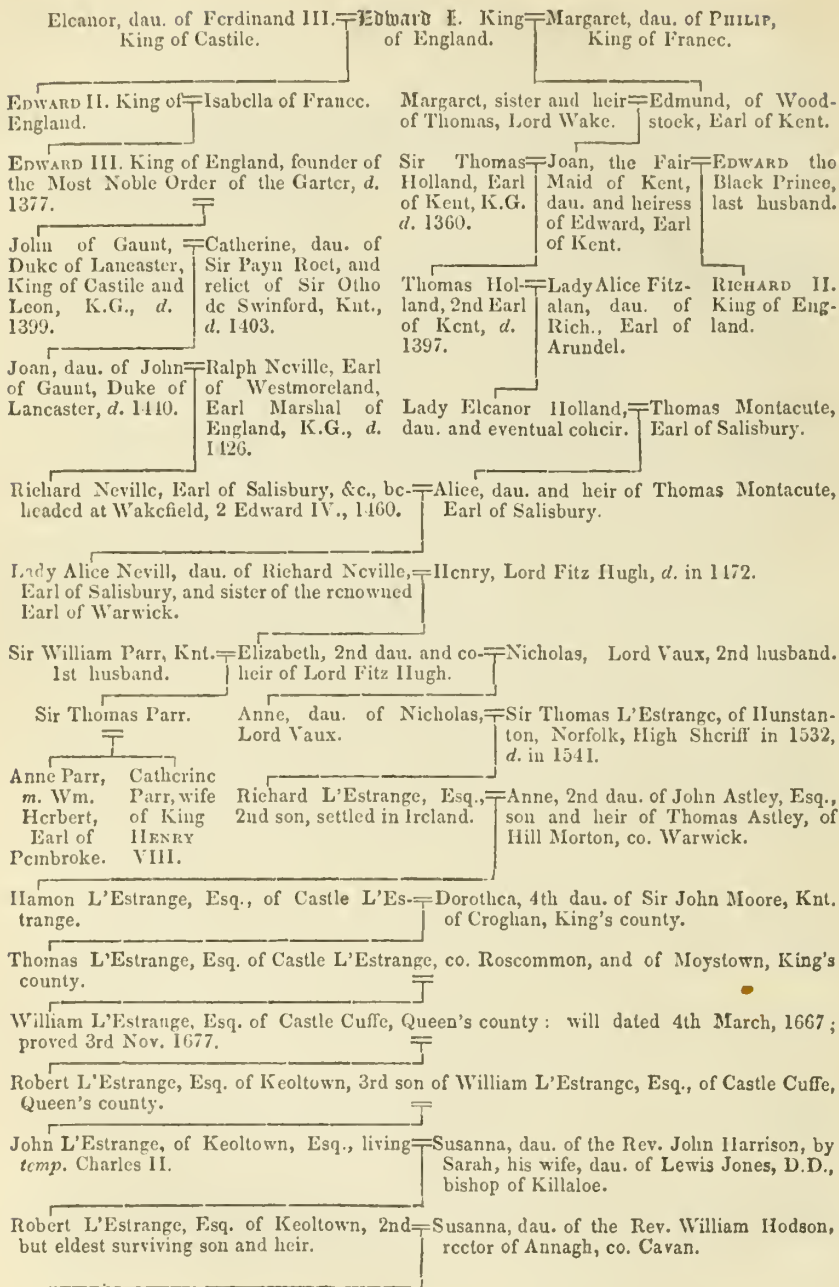 Eleanor, dau. of Ferdinand III. Edward I. King Margaret, dau. of PHILIP,
King of Castile. of England. King of France.
EDWARD II. King of Isabella of France. Margaret, sister and heir Edmund, of Wood-
England. of Thomas, Lord Wake. stock, Earl of Kent.
EDWARD III. King of England, founder of Sir Thomas Joan, the Fair EDWARD the
the Most Noble Order of the Garter, d. Holland, Earl Maid of Kent, Black Prince,
1377. of Kent, K.G. dau. and heiress last husband.
d. 1360. of Edward, Earl
of Kent.
John of Gaunt, Catherine, dau. of
Duke of Lancaster, Sir Payn Roet, and
King of Castile and relict of Sir Otho Thomas Hol- Lady Alice Fitz- RICHARD II.
Leon, K.G., d. de Swinford, Knt., land, 2nd Earl alan, dau. of King of Eng-
1399. d. 1403. of Kent, d. Rich., Earl of land.
1397. Arundel.
Joan, dau. of John Ralph Neville, Earl
of Gaunt, Duke of of Westmoreland,
Lancaster, d. 1440. Earl Marshal of Lady Eleanor Holland, Thomas Montacute,
England, K.G., d. dau. and eventual coheir. Earl of Salisbury.
1426.
Richard Neville, Earl of Salisbury, &c., be- Alice, dau. and heir of Thomas Montacute,
headed at Wakefield, 2 Edward IV., 1460. Earl of Salisbury.
Lady Alice Nevill, dau. of Richard Neville, Henry, Lord Fitz Hugh, d. in 1472.
Earl of Salisbury, and sister of the renowned
Earl of Warwick.
Sir William Parr, Knt. Elizabeth, 2nd dau. and co- Nicholas, Lord Vaux, 2nd husband.
1st husband. heir of Lord Fitz Hugh.
Sir Thomas Parr. Anne, dau. of Nicholas, Sir Thomas L'Estrange, of Hunstan-
Lord Vaux. ton, Norfolk, High Sheriff in 1532,
d. in 1541.
Anne Parr, Catherine
m. Wm. Parr, wife Richard L'Estrange, Esq., Anne, 2nd dau. of John Astley, Esq.,
Herbert, of King 2nd son, settled in Ireland. son and heir of Thomas Astley, of
Earl of HENRY Hill Morton, co. Warwick.
Pembroke. VIII.
Hamon L'Estrange, Esq., of Castle L'Es- Dorothea, 4th dau. of Sir John Moore, Knt.
trange. of Croghan, King's county.
Thomas L'Estrange, Esq. of Castle L'Estrange, co. Roscommon, and of Moystown, King's
county.
William L'Estrange, Esq. of Castle Cuffe, Queen's county : will dated 4th March, 1667 ;
proved 3rd Nov. 1677.
Robert L'Estrange, Esq. of Keoltown, 3rd son of William L'Estrange, Esq., of Castle Cuffe,
Queen's county.
John L'Estrange, of Keoltown, Esq., living Susanna, dau. of the Rev. John Harrison, by
temp. Charles II. Sarah, his wife, dau. of Lewis Jones, D.D.,
bishop of Killaloe.
Robert L'Estrange, Esq. of Keoltown, 2nd Susanna, dau. of the Rev. William Hodson,
but eldest surviving son and heir. rector of Annagh, co. Cavan.